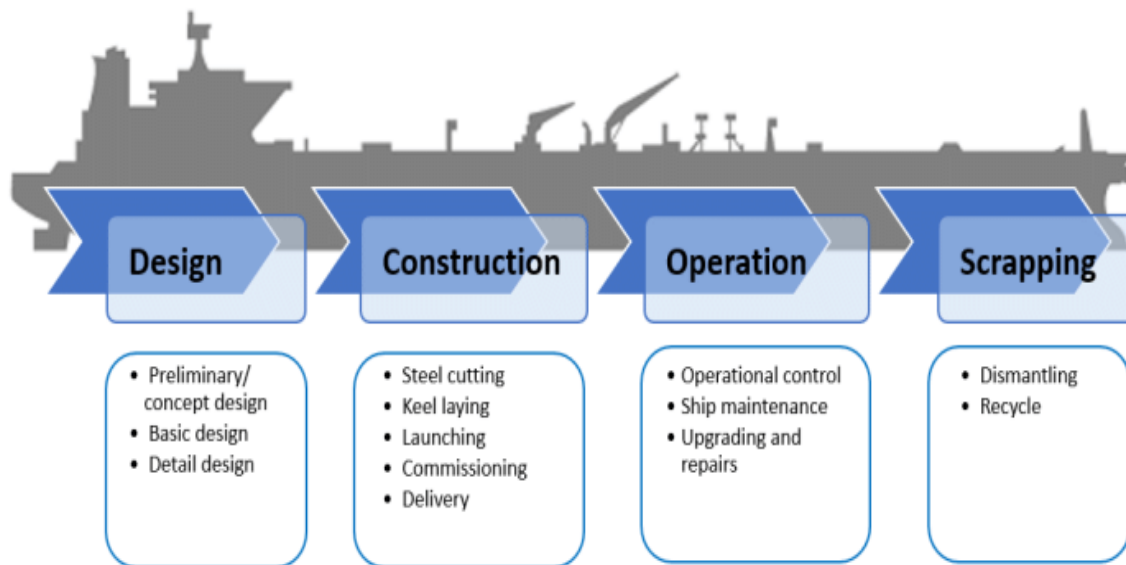 Design
Construction
Operation
Scrapping
• Preliminary/
concept design
• Basic design
• Detail design
• Steel cutting
• Keel laying
• Launching
• Commissioning
• Delivery
• Operational control
• Ship maintenance
• Upgrading and
repairs
• Dismantling
• Recycle